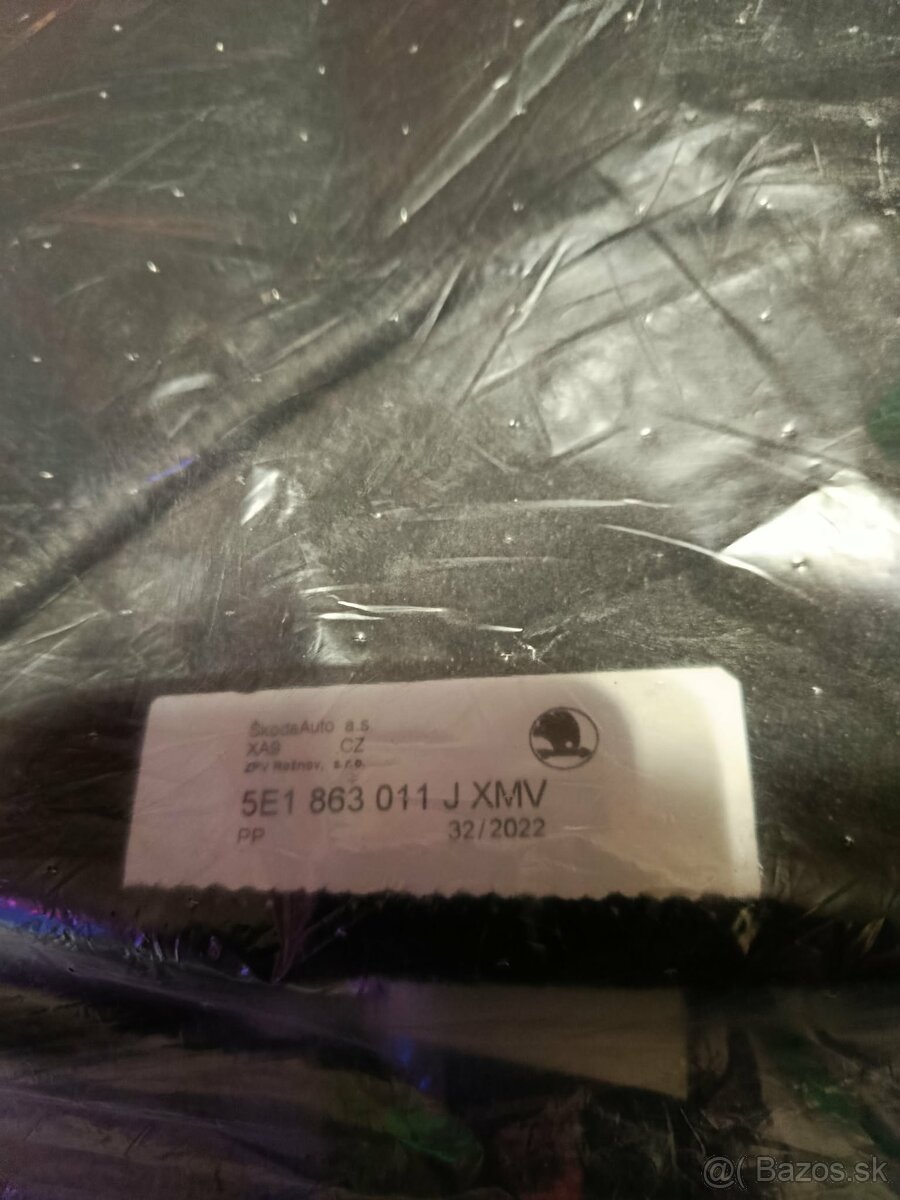 ŠkodaAuto a.s
XA9 CZ
ZPV Rožnov, s.r.o.
5E1 863 011 J XMV
PP 32/2022
@( Bazos.sk